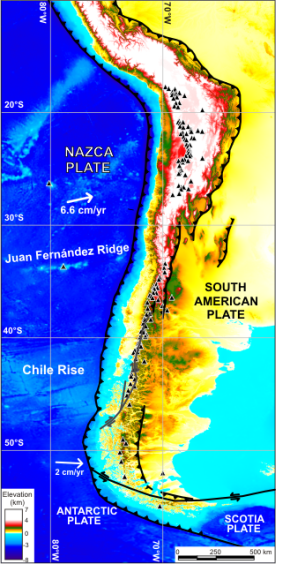 80°W
70°W
20°S
NAZCA
PLATE
6.6 cm/yr
30°S
Juan Fernández Ridge
SOUTH
AMERICAN
PLATE
40°S
Chile Rise
50°S
2 cm/yr
Elevation
(km)
7
4
0
-3
-8
ANTARCTIC
PLATE
SCOTIA
PLATE
80°W
70°W
0 250 500 km